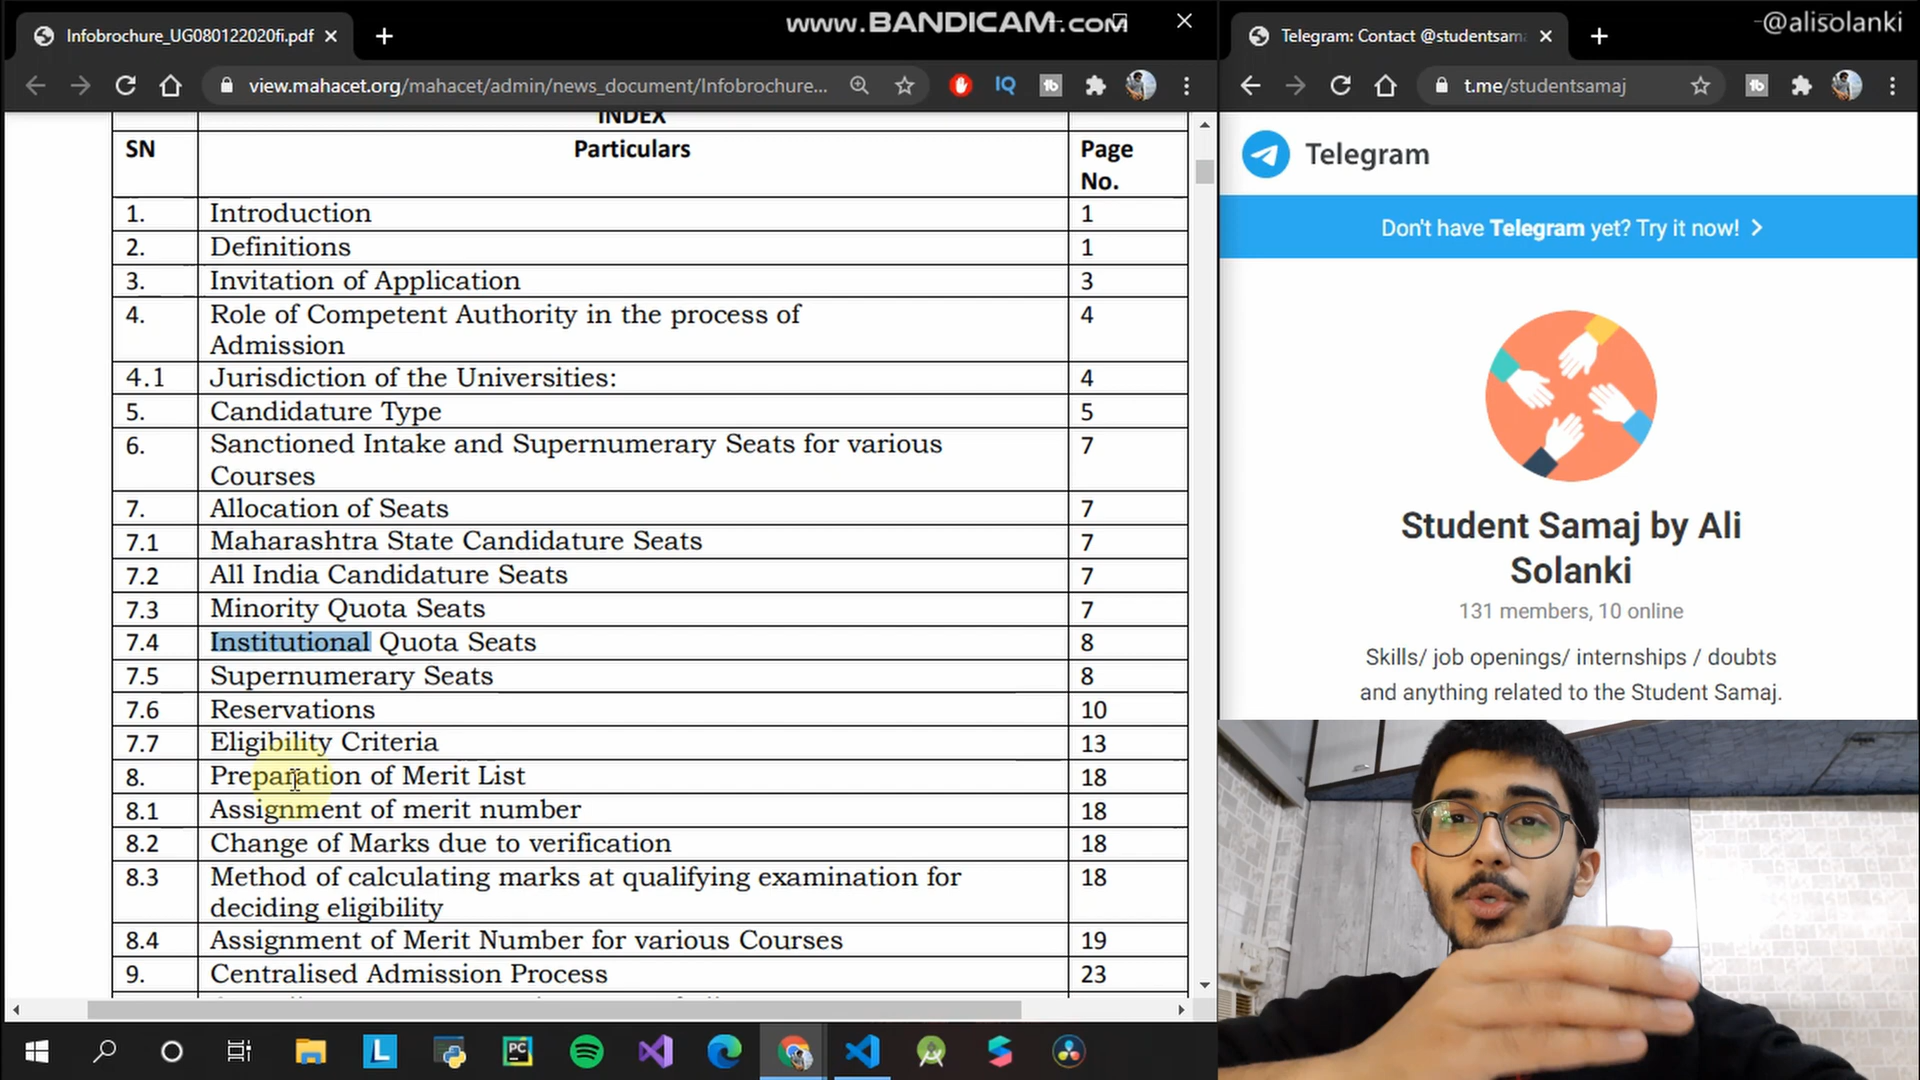 www.BANDICAM.com
Infobrochure_UG080122020fi.pdf
view.mahacet.org/mahacet/admin/news_document/Infobrochure...
IQ
INDEX
SN Particulars Page No.
1. Introduction 1
2. Definitions 1
3. Invitation of Application 3
4. Role of Competent Authority in the process of 4
Admission
4.1 Jurisdiction of the Universities: 4
5. Candidature Type 5
6. Sanctioned Intake and Supernumerary Seats for various 7
Courses
7. Allocation of Seats 7
7.1 Maharashtra State Candidature Seats 7
7.2 All India Candidature Seats 7
7.3 Minority Quota Seats 7
7.4 Institutional Quota Seats 8
7.5 Supernumerary Seats 8
7.6 Reservations 10
7.7 Eligibility Criteria 13
8. Preparation of Merit List 18
8.1 Assignment of merit number 18
8.2 Change of Marks due to verification 18
8.3 Method of calculating marks at qualifying examination for 18
deciding eligibility
8.4 Assignment of Merit Number for various Courses 19
9. Centralised Admission Process 23
L
PC
@alisolanki
Telegram: Contact @studentsam
t.me/studentsamaj
Telegram
Don't have Telegram yet? Try it now!
Student Samaj by Ali
Solanki
131 members, 10 online
Skills/ job openings/ internships / doubts
and anything related to the Student Samaj.